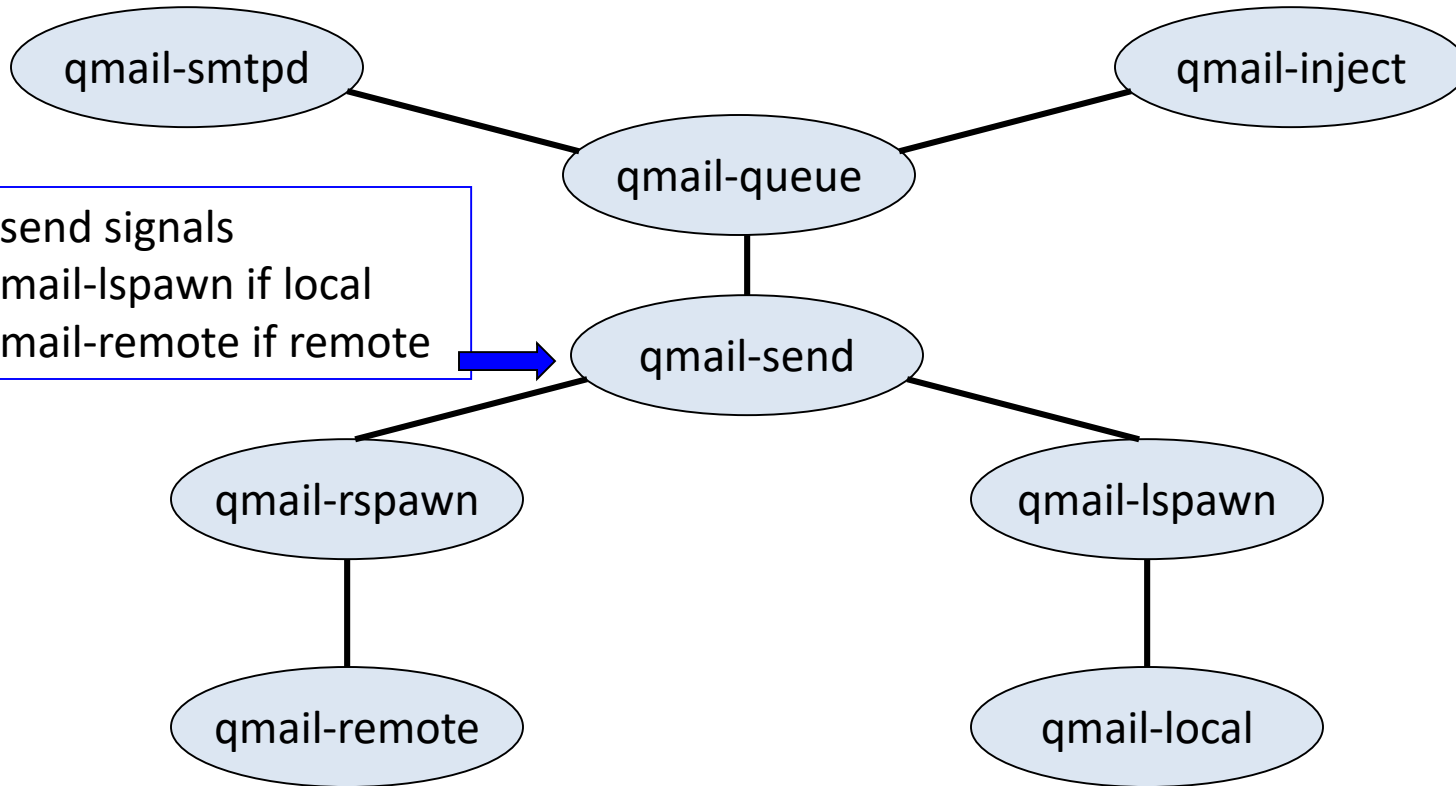 qmail-smtpd
qmail-inject
qmail-queue
send signals
mail-lspawn if local
mail-remote if remote
qmail-send
qmail-rspawn
qmail-lspawn
qmail-remote
qmail-local